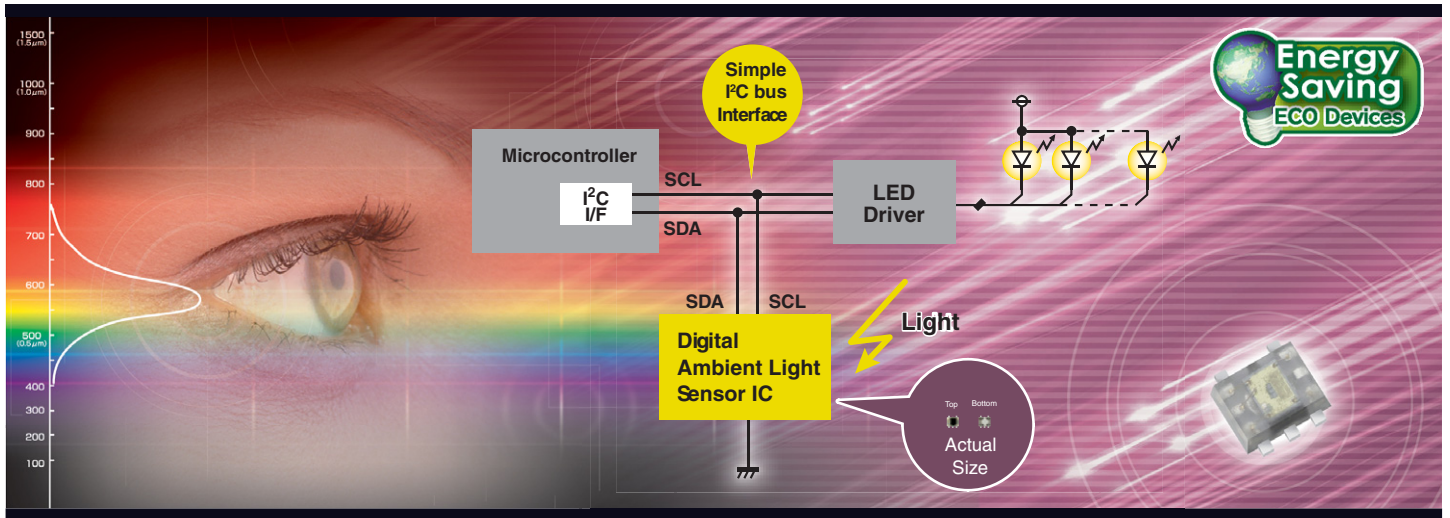 1500
(1.5μm)
1000
(1.0μm)
900
800
700
600
500
(0.5μm)
400
300
200
100
Simple
I²C bus
Interface
Microcontroller
I²C
I/F
SCL
SDA
LED
Driver
SDA
SCL
Digital
Ambient Light
Sensor IC
Light
Top
Bottom
Actual
Size
Energy
Saving
ECO Devices